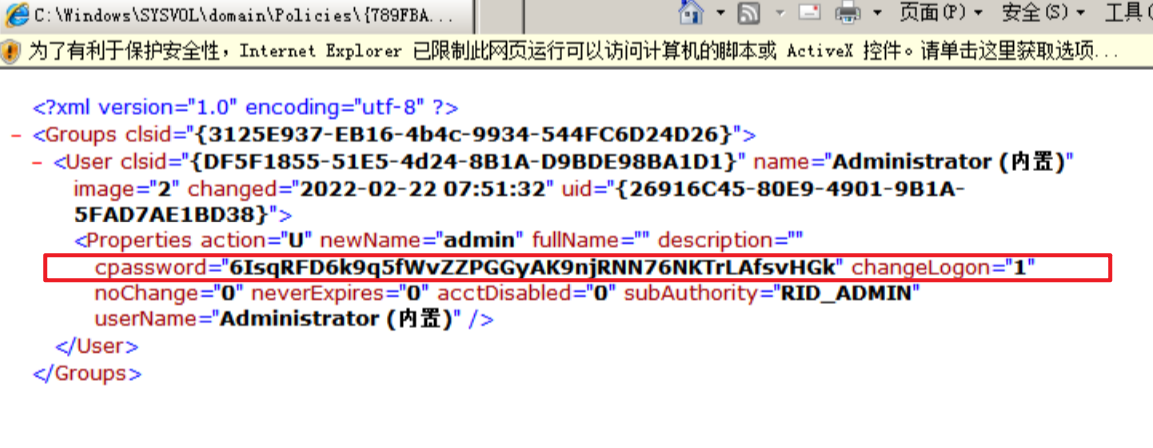 C:\Windows\SYSVOL\domain\Policies\{789FBA...
页面(P) 安全(S) 工具(
为了有利于保护安全性，Internet Explorer 已限制此网页运行可以访问计算机的脚本或 ActiveX 控件。请单击这里获取选项...
<?xml version="1.0" encoding="utf-8" ?>
- <Groups clsid="{3125E937-EB16-4b4c-9934-544FC6D24D26}">
- <User clsid="{DF5F1855-51E5-4d24-8B1A-D9BDE98BA1D1}" name="Administrator (内置)"
image="2" changed="2022-02-22 07:51:32" uid="{26916C45-80E9-4901-9B1A-
5FAD7AE1BD38}">
<Properties action="U" newName="admin" fullName="" description=""
cpassword="6IsqRFD6k9q5fWvZZPGGyAK9njRNN76NKTrLAfsvHGk" changeLogon="1"
noChange="0" neverExpires="0" acctDisabled="0" subAuthority="RID_ADMIN"
userName="Administrator (内置)" />
</User>
</Groups>